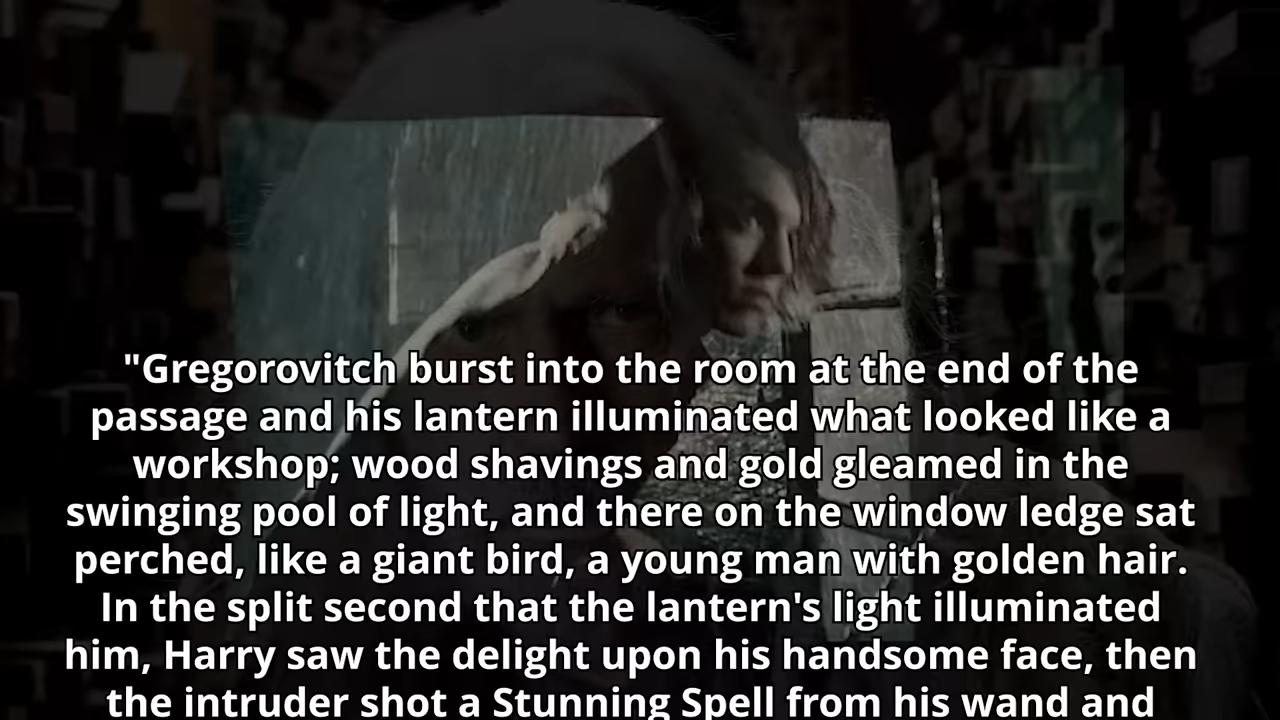 "Gregorovitch burst into the room at the end of the
passage and his lantern illuminated what looked like a
workshop; wood shavings and gold gleamed in the
swinging pool of light, and there on the window ledge sat
perched, like a giant bird, a young man with golden hair.
In the split second that the lantern's light illuminated
him, Harry saw the delight upon his handsome face, then
the intruder shot a Stunning Spell from his wand and